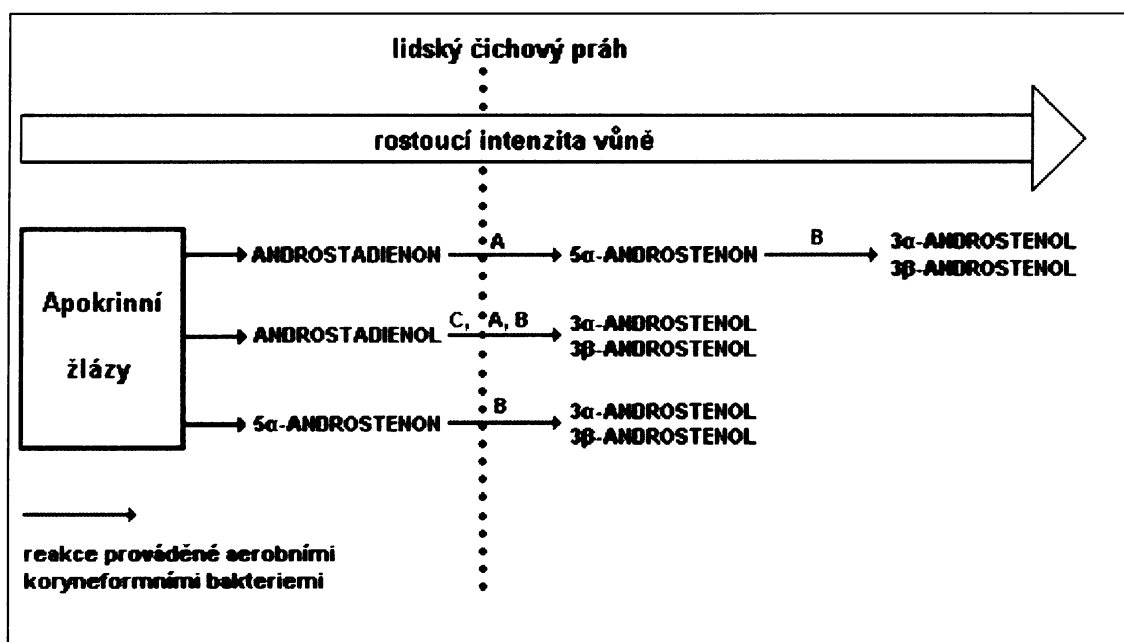 lidský čichový práh
rostoucí intenzita vůně
Apokrinní
žlázy
ANDROSTADIENON
A
5α-ANDROSTENON
B
3α-ANDROSTENOL
3β-ANDROSTENOL
ANDROSTADIENOL
C, A, B
3α-ANDROSTENOL
3β-ANDROSTENOL
5α-ANDROSTENON
B
3α-ANDROSTENOL
3β-ANDROSTENOL
reakce prováděné aerobními
koryneformními bakteriemi